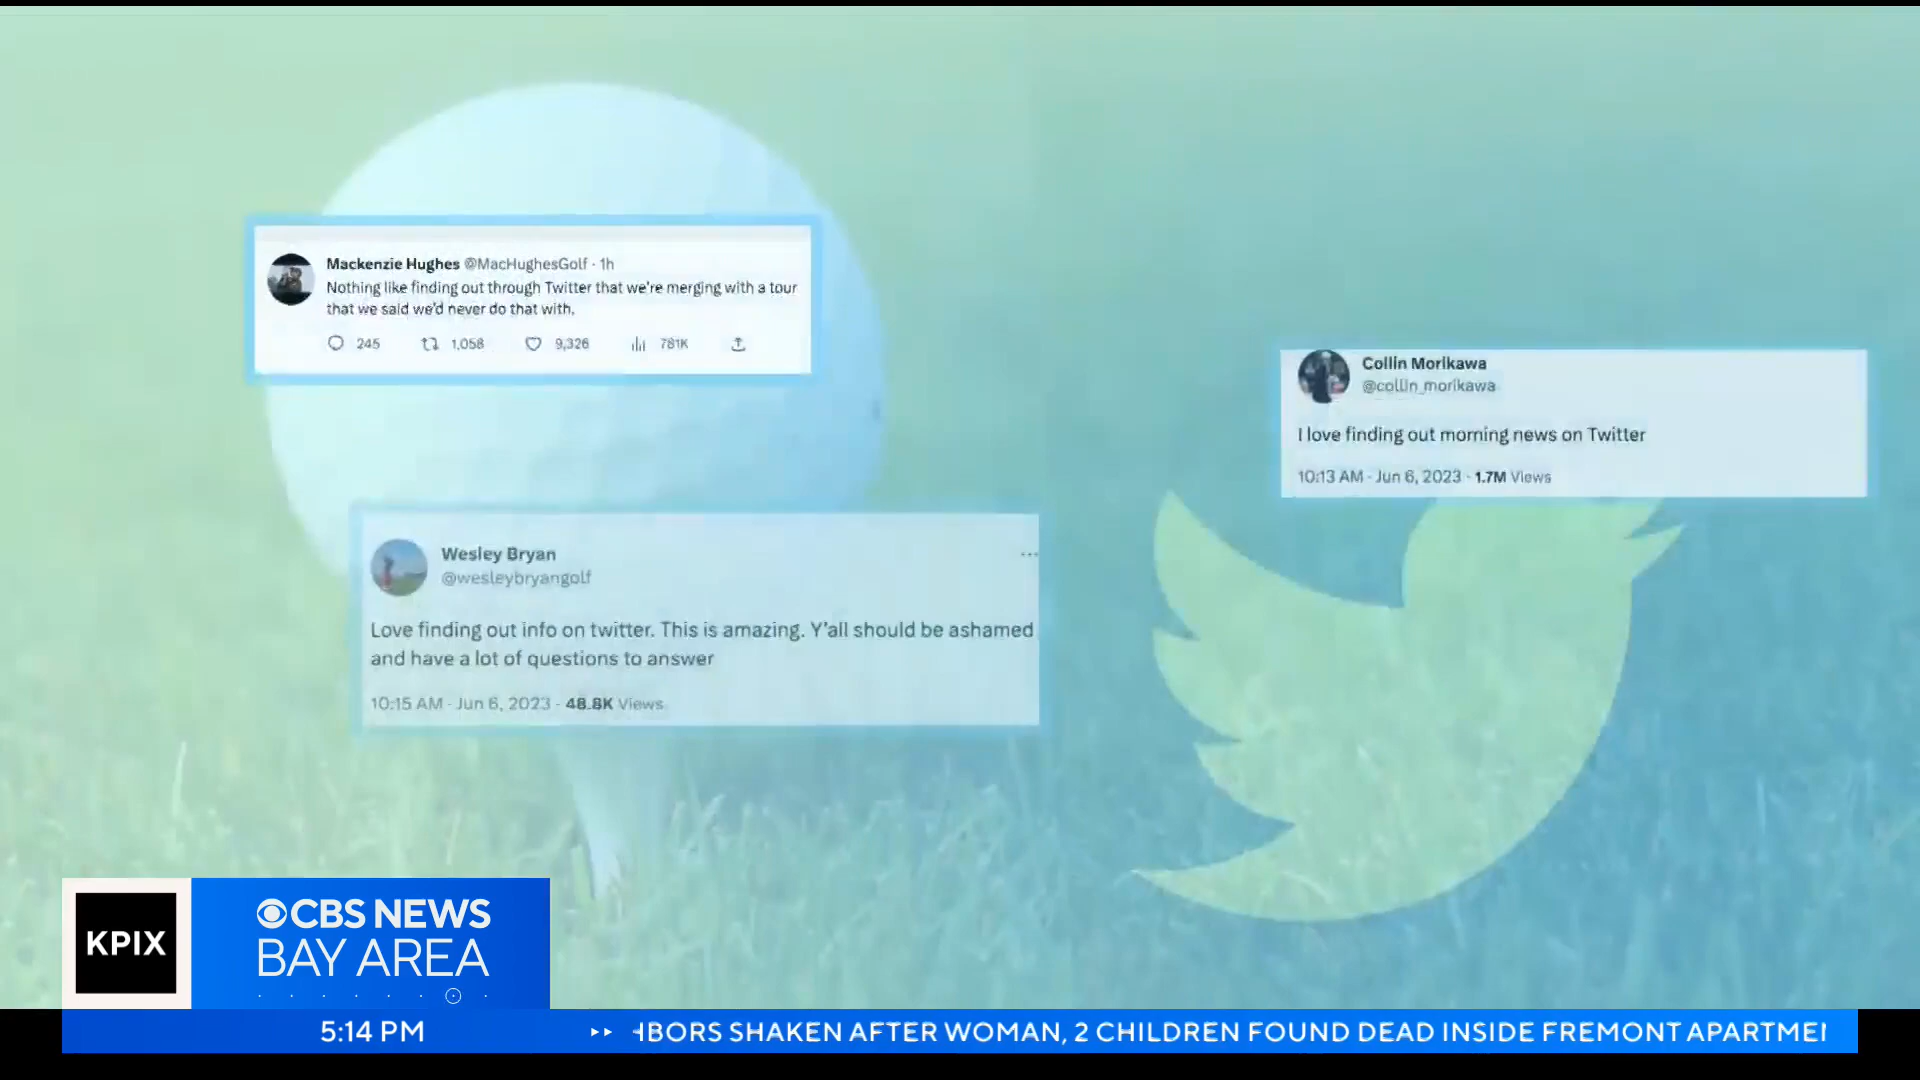 Mackenzie Hughes @MacHughesGolf · 1h
Nothing like finding out through Twitter that we're merging with a tour
that we said we'd never do that with.
245 1,058 9,326 781K
Collin Morikawa
@collin_morikawa
I love finding out morning news on Twitter
10:13 AM · Jun 6, 2023 · 1.7M Views
Wesley Bryan
@wesleybryangolf
...
Love finding out info on twitter. This is amazing. Y'all should be ashamed
and have a lot of questions to answer
10:15 AM · Jun 6, 2023 · 48.8K Views
KPIX
CBS NEWS
BAY AREA
5:14 PM
HBORS SHAKEN AFTER WOMAN, 2 CHILDREN FOUND DEAD INSIDE FREMONT APARTMEN